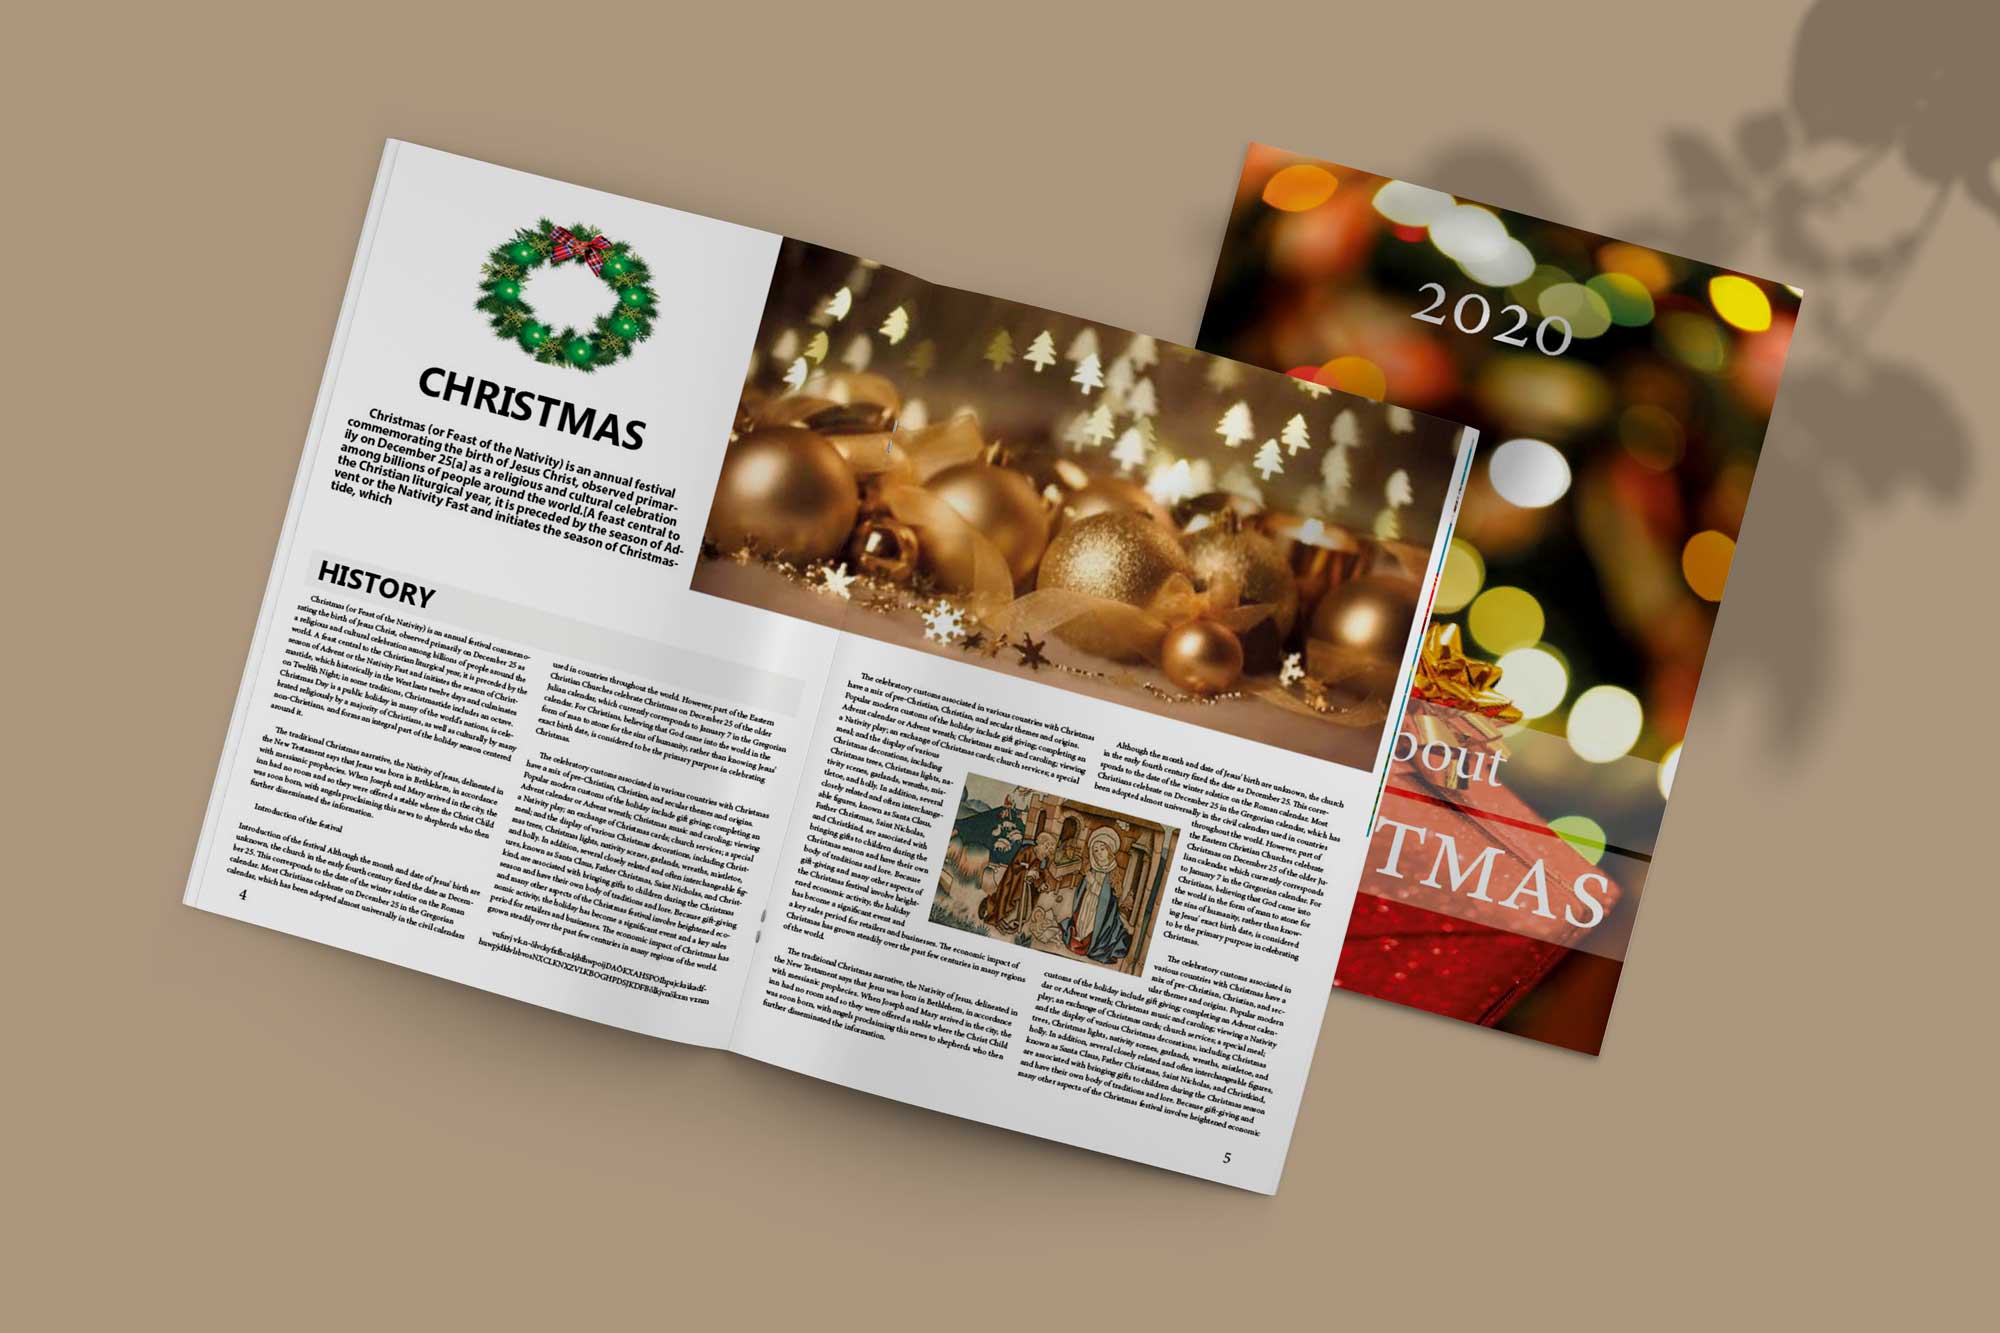 CHRISTMAS
Christmas (or Feast of the Nativity) is an annual festival
commemorating the birth of Jesus Christ, observed primar-
ily on December 25[a] as a religious and cultural celebration
among billions of people around the world.[A feast central to
the Christian liturgical year, it is preceded by the season of Ad-
vent or the Nativity Fast and initiates the season of Christmas-
tide, which
HISTORY
Christmas (or Feast of the Nativity) is an annual festival commemo-
rating the birth of Jesus Christ, observed primarily on December 25 as
a religious and cultural celebration among billions of people around the
world. A feast central to the Christian liturgical year, it is preceded by the
season of Advent or the Nativity Fast and initiates the season of Christ-
mastide, which historically in the West lasts twelve days and culminates
on Twelfth Night; in some traditions, Christmastide includes an octave.
Christmas Day is a public holiday in many of the world's nations, is cele-
brated religiously by a majority of Christians, as well as culturally by many
non-Christians, and forms an integral part of the holiday season centered
around it.
The traditional Christmas narrative, the Nativity of Jesus, delineated in
the New Testament says that Jesus was born in Bethlehem, in accordance
with messianic prophecies. When Joseph and Mary arrived in the city, the
inn had no room and so they were offered a stable where the Christ Child
was soon born, with angels proclaiming this news to shepherds who then
further disseminated the information.
Introduction of the festival
Introduction of the festival Although the month and date of Jesus' birth are
unknown, the church in the early fourth century fixed the date as Decem-
ber 25. This corresponds to the date of the winter solstice on the Roman
calendar. Most Christians celebrate on December 25 in the Gregorian
calendar, which has been adopted almost universally in the civil calendars
4
used in countries throughout the world. However, part of the Eastern
Christian Churches celebrate Christmas on December 25 of the older
Julian calendar, which currently corresponds to January 7 in the Gregorian
calendar. For Christians, believing that God came into the world in the
form of man to atone for the sins of humanity, rather than knowing Jesus'
exact birth date, is considered to be the primary purpose in celebrating
Christmas.
The celebratory customs associated in various countries with Christmas
have a mix of pre-Christian, Christian, and secular themes and origins.
Popular modern customs of the holiday include gift giving; completing an
Advent calendar or Advent wreath; Christmas music and caroling; viewing
a Nativity play; an exchange of Christmas cards; church services; a special
meal; and the display of various Christmas decorations, including Christ-
mas trees, Christmas lights, nativity scenes, garlands, wreaths, mistletoe,
and holly. In addition, several closely related and often interchangeable fig-
ures, known as Santa Claus, Father Christmas, Saint Nicholas, and Christ-
kind, are associated with bringing gifts to children during the Christmas
season and have their own body of traditions and lore. Because gift-giving
and many other aspects of the Christmas festival involve heightened eco-
nomic activity, the holiday has become a significant event and a key sales
period for retailers and businesses. The economic impact of Christmas has
grown steadily over the past few centuries in many regions of the world.
The celebratory customs associated in various countries with Christmas
have a mix of pre-Christian, Christian, and secular themes and origins.
Popular modern customs of the holiday include gift giving; completing an
Advent calendar or Advent wreath; Christmas music and caroling; viewing
a Nativity play; an exchange of Christmas cards; church services; a special
meal; and the display of various
Christmas decorations, including
Christmas trees, Christmas lights, na-
tivity scenes, garlands, wreaths, mis-
tletoe, and holly. In addition, several
closely related and often interchange-
able figures, known as Santa Claus,
Father Christmas, Saint Nicholas,
and Christkind, are associated with
bringing gifts to children during the
Christmas season and have their own
body of traditions and lore. Because
gift-giving and many other aspects of
the Christmas festival involve height-
ened economic activity, the holiday
has become a significant event and
a key sales period for retailers and businesses. The economic impact of
Christmas has grown steadily over the past few centuries in many regions
of the world.
The traditional Christmas narrative, the Nativity of Jesus, delineated in
the New Testament says that Jesus was born in Bethlehem, in accordance
with messianic prophecies. When Joseph and Mary arrived in the city, the
inn had no room and so they were offered a stable where the Christ Child
was soon born, with angels proclaiming this news to shepherds who then
further disseminated the information.
Although the month and date of Jesus' birth are unknown, the church
in the early fourth century fixed the date as December 25. This corre-
sponds to the date of the winter solstice on the Roman calendar. Most
Christians celebrate on December 25 in the Gregorian calendar, which has
been adopted almost universally in the civil calendars used in countries
throughout the world. However, part of
the Eastern Christian Churches celebrate
Christmas on December 25 of the older Ju-
lian calendar, which currently corresponds
to January 7 in the Gregorian calendar. For
Christians, believing that God came into
the world in the form of man to atone for
the sins of humanity, rather than know-
ing Jesus' exact birth date, is considered
to be the primary purpose in celebrating
Christmas.
The celebratory customs associated in
various countries with Christmas have a
mix of pre-Christian, Christian, and sec-
ular themes and origins. Popular modern
customs of the holiday include gift giving; completing an Advent calen-
dar or Advent wreath; Christmas music and caroling; viewing a Nativity
play; an exchange of Christmas cards; church services; a special meal;
and the display of various Christmas decorations, including Christmas
trees, Christmas lights, nativity scenes, garlands, wreaths, mistletoe, and
holly. In addition, several closely related and often interchangeable figures,
known as Santa Claus, Father Christmas, Saint Nicholas, and Christkind,
are associated with bringing gifts to children during the Christmas season
and have their own body of traditions and lore. Because gift-giving and
many other aspects of the Christmas festival involve heightened economic
5
2020
bout
TMAS